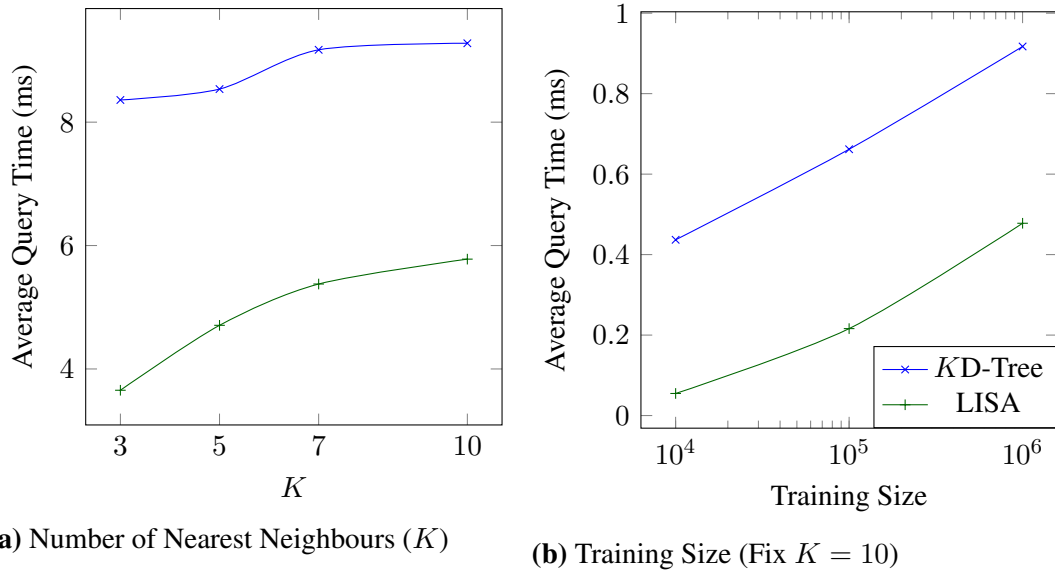 Average Query Time (ms)
8
6
4
3 5 7 10
K
a) Number of Nearest Neighbours (K)
Average Query Time (ms)
1
0.8
0.6
0.4
0.2
0
KD-Tree
LISA
10^4 10^5 10^6
Training Size
(b) Training Size (Fix K = 10)